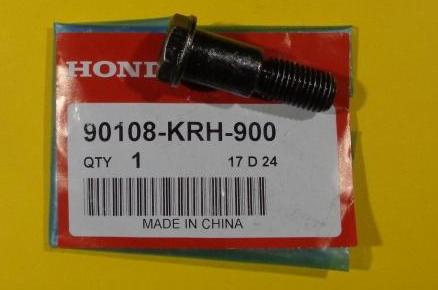 HOND
90108-KRH-900
QTY 1 17 D 24
MADE IN CHINA